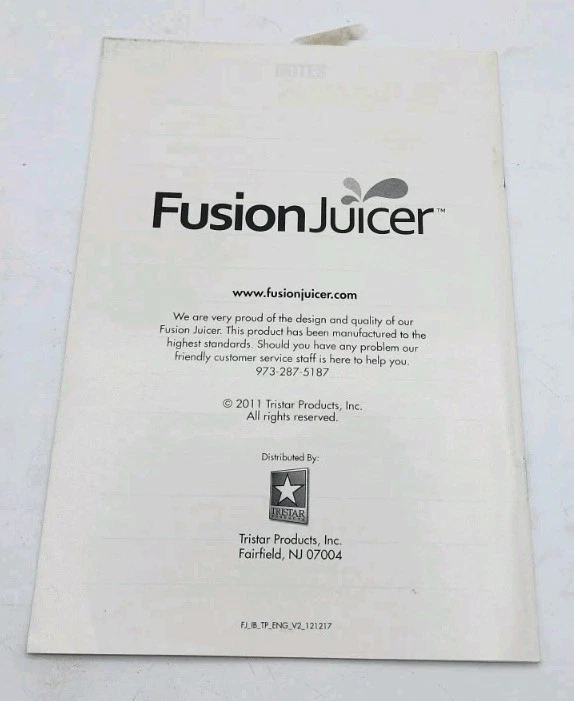 NOTES
FusionJuicer™
www.fusionjuicer.com
We are very proud of the design and quality of our
Fusion Juicer. This product has been manufactured to the
highest standards. Should you have any problem our
friendly customer service staff is here to help you.
973-287-5187
© 2011 Tristar Products, Inc.
All rights reserved.
Distributed By:
TRISTAR
PRODUCTS
Tristar Products, Inc.
Fairfield, NJ 07004
FJ_IB_TP_ENG_V2_121217